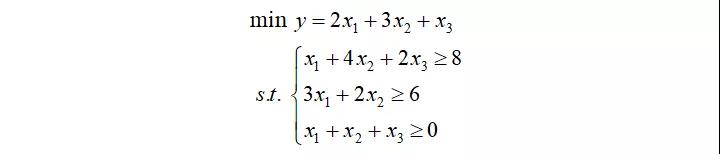 min y = 2x₁ + 3x₂ + x₃
x₁ + 4x₂ + 2x₃ ≥ 8
s.t. { 3x₁ + 2x₂ ≥ 6
x₁ + x₂ + x₃ ≥ 0